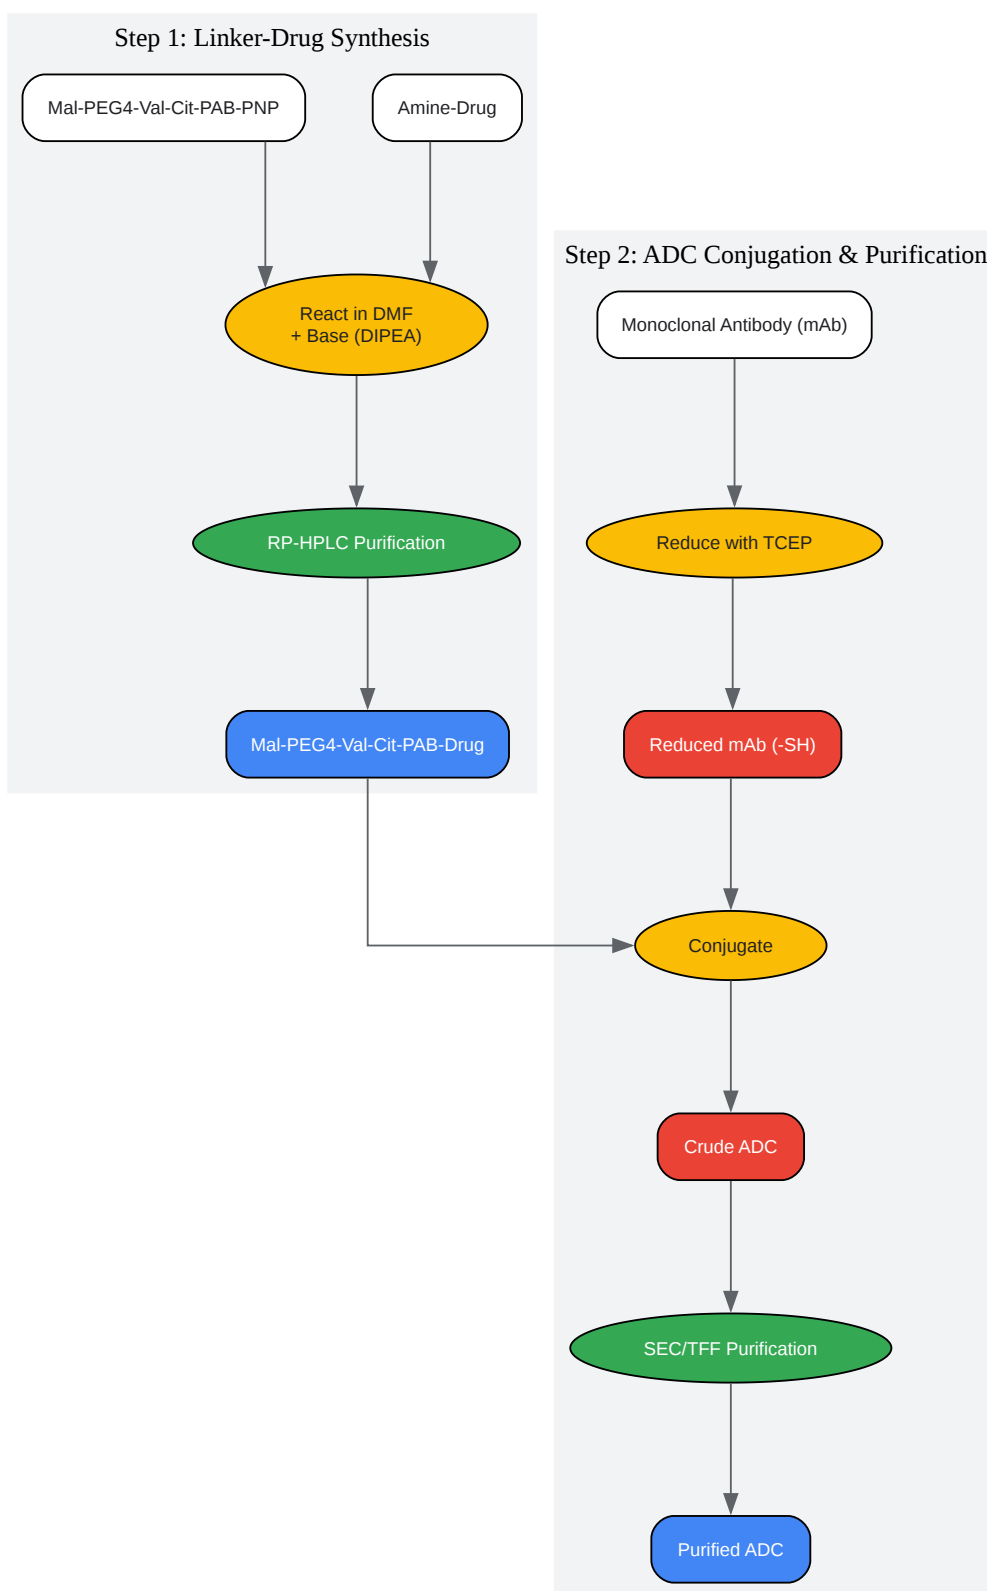 Step 1: Linker-Drug Synthesis
Mal-PEG4-Val-Cit-PAB-PNP
Amine-Drug
React in DMF
+ Base (DIPEA)
RP-HPLC Purification
Mal-PEG4-Val-Cit-PAB-Drug
Step 2: ADC Conjugation & Purification
Monoclonal Antibody (mAb)
Reduce with TCEP
Reduced mAb (-SH)
Conjugate
Crude ADC
SEC/TFF Purification
Purified ADC